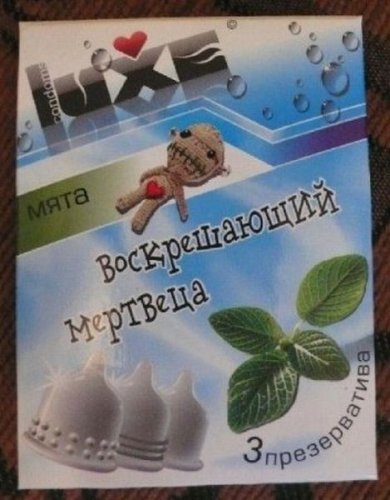 luxe
condoms
©
мята
Воскрешающий
мертвеца
3 презерватива